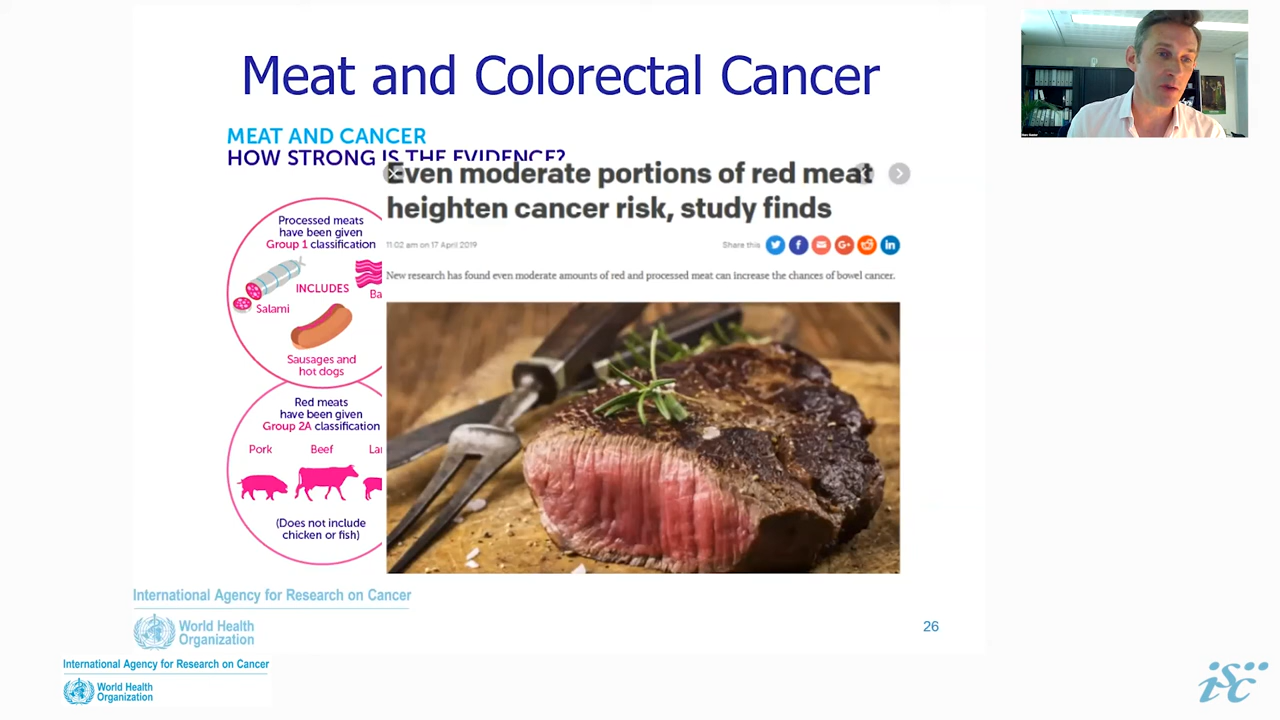 Meat and Colorectal Cancer
MEAT AND CANCER
HOW STRONG IS THE EVIDENCE?
Even moderate portions of red meat
heighten cancer risk, study finds
11:02 am on 17 April 2019
Share this
New research has found even moderate amounts of red and processed meat can increase the chances of bowel cancer.
Processed meats
have been given
Group 1 classification
INCLUDES
Ba
Salami
Sausages and
hot dogs
Red meats
have been given
Group 2A classification
Pork
Beef
La
(Does not include
chicken or fish)
International Agency for Research on Cancer
World Health
Organization
26
International Agency for Research on Cancer
World Health
Organization
isc